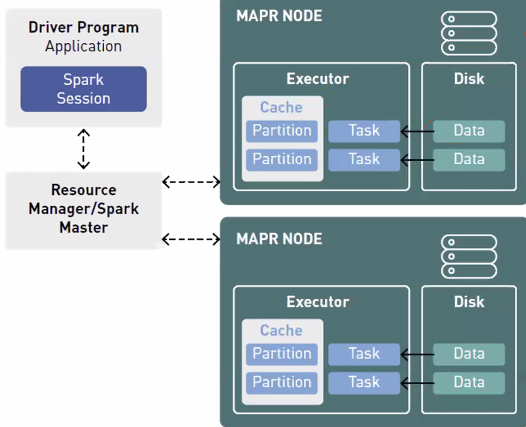 Driver Program
Application
Spark
Session
Resource
Manager/Spark
Master
MAPR NODE
Executor
Disk
Cache
Partition Task Data
Partition Task Data
MAPR NODE
Executor
Disk
Cache
Partition Task Data
Partition Task Data